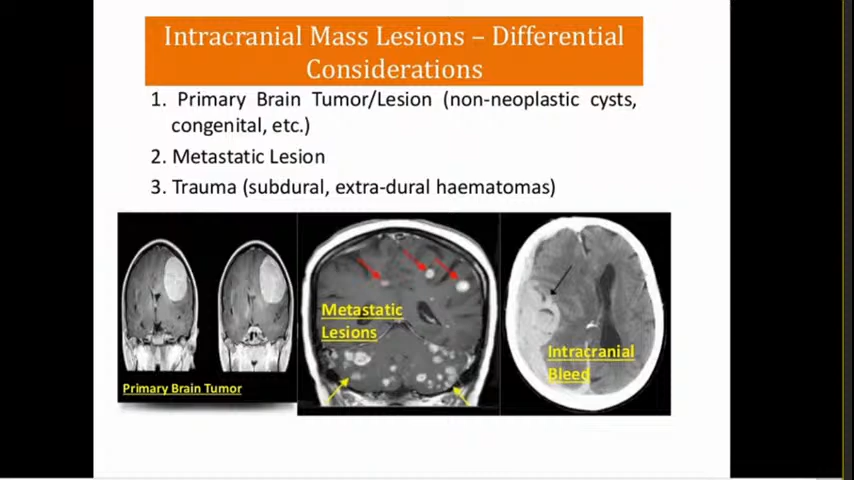 Intracranial Mass Lesions – Differential
Considerations
1. Primary Brain Tumor/Lesion (non-neoplastic cysts,
congenital, etc.)
2. Metastatic Lesion
3. Trauma (subdural, extra-dural haematomas)
Primary Brain Tumor
Metastatic
Lesions
Intracranial
Bleed